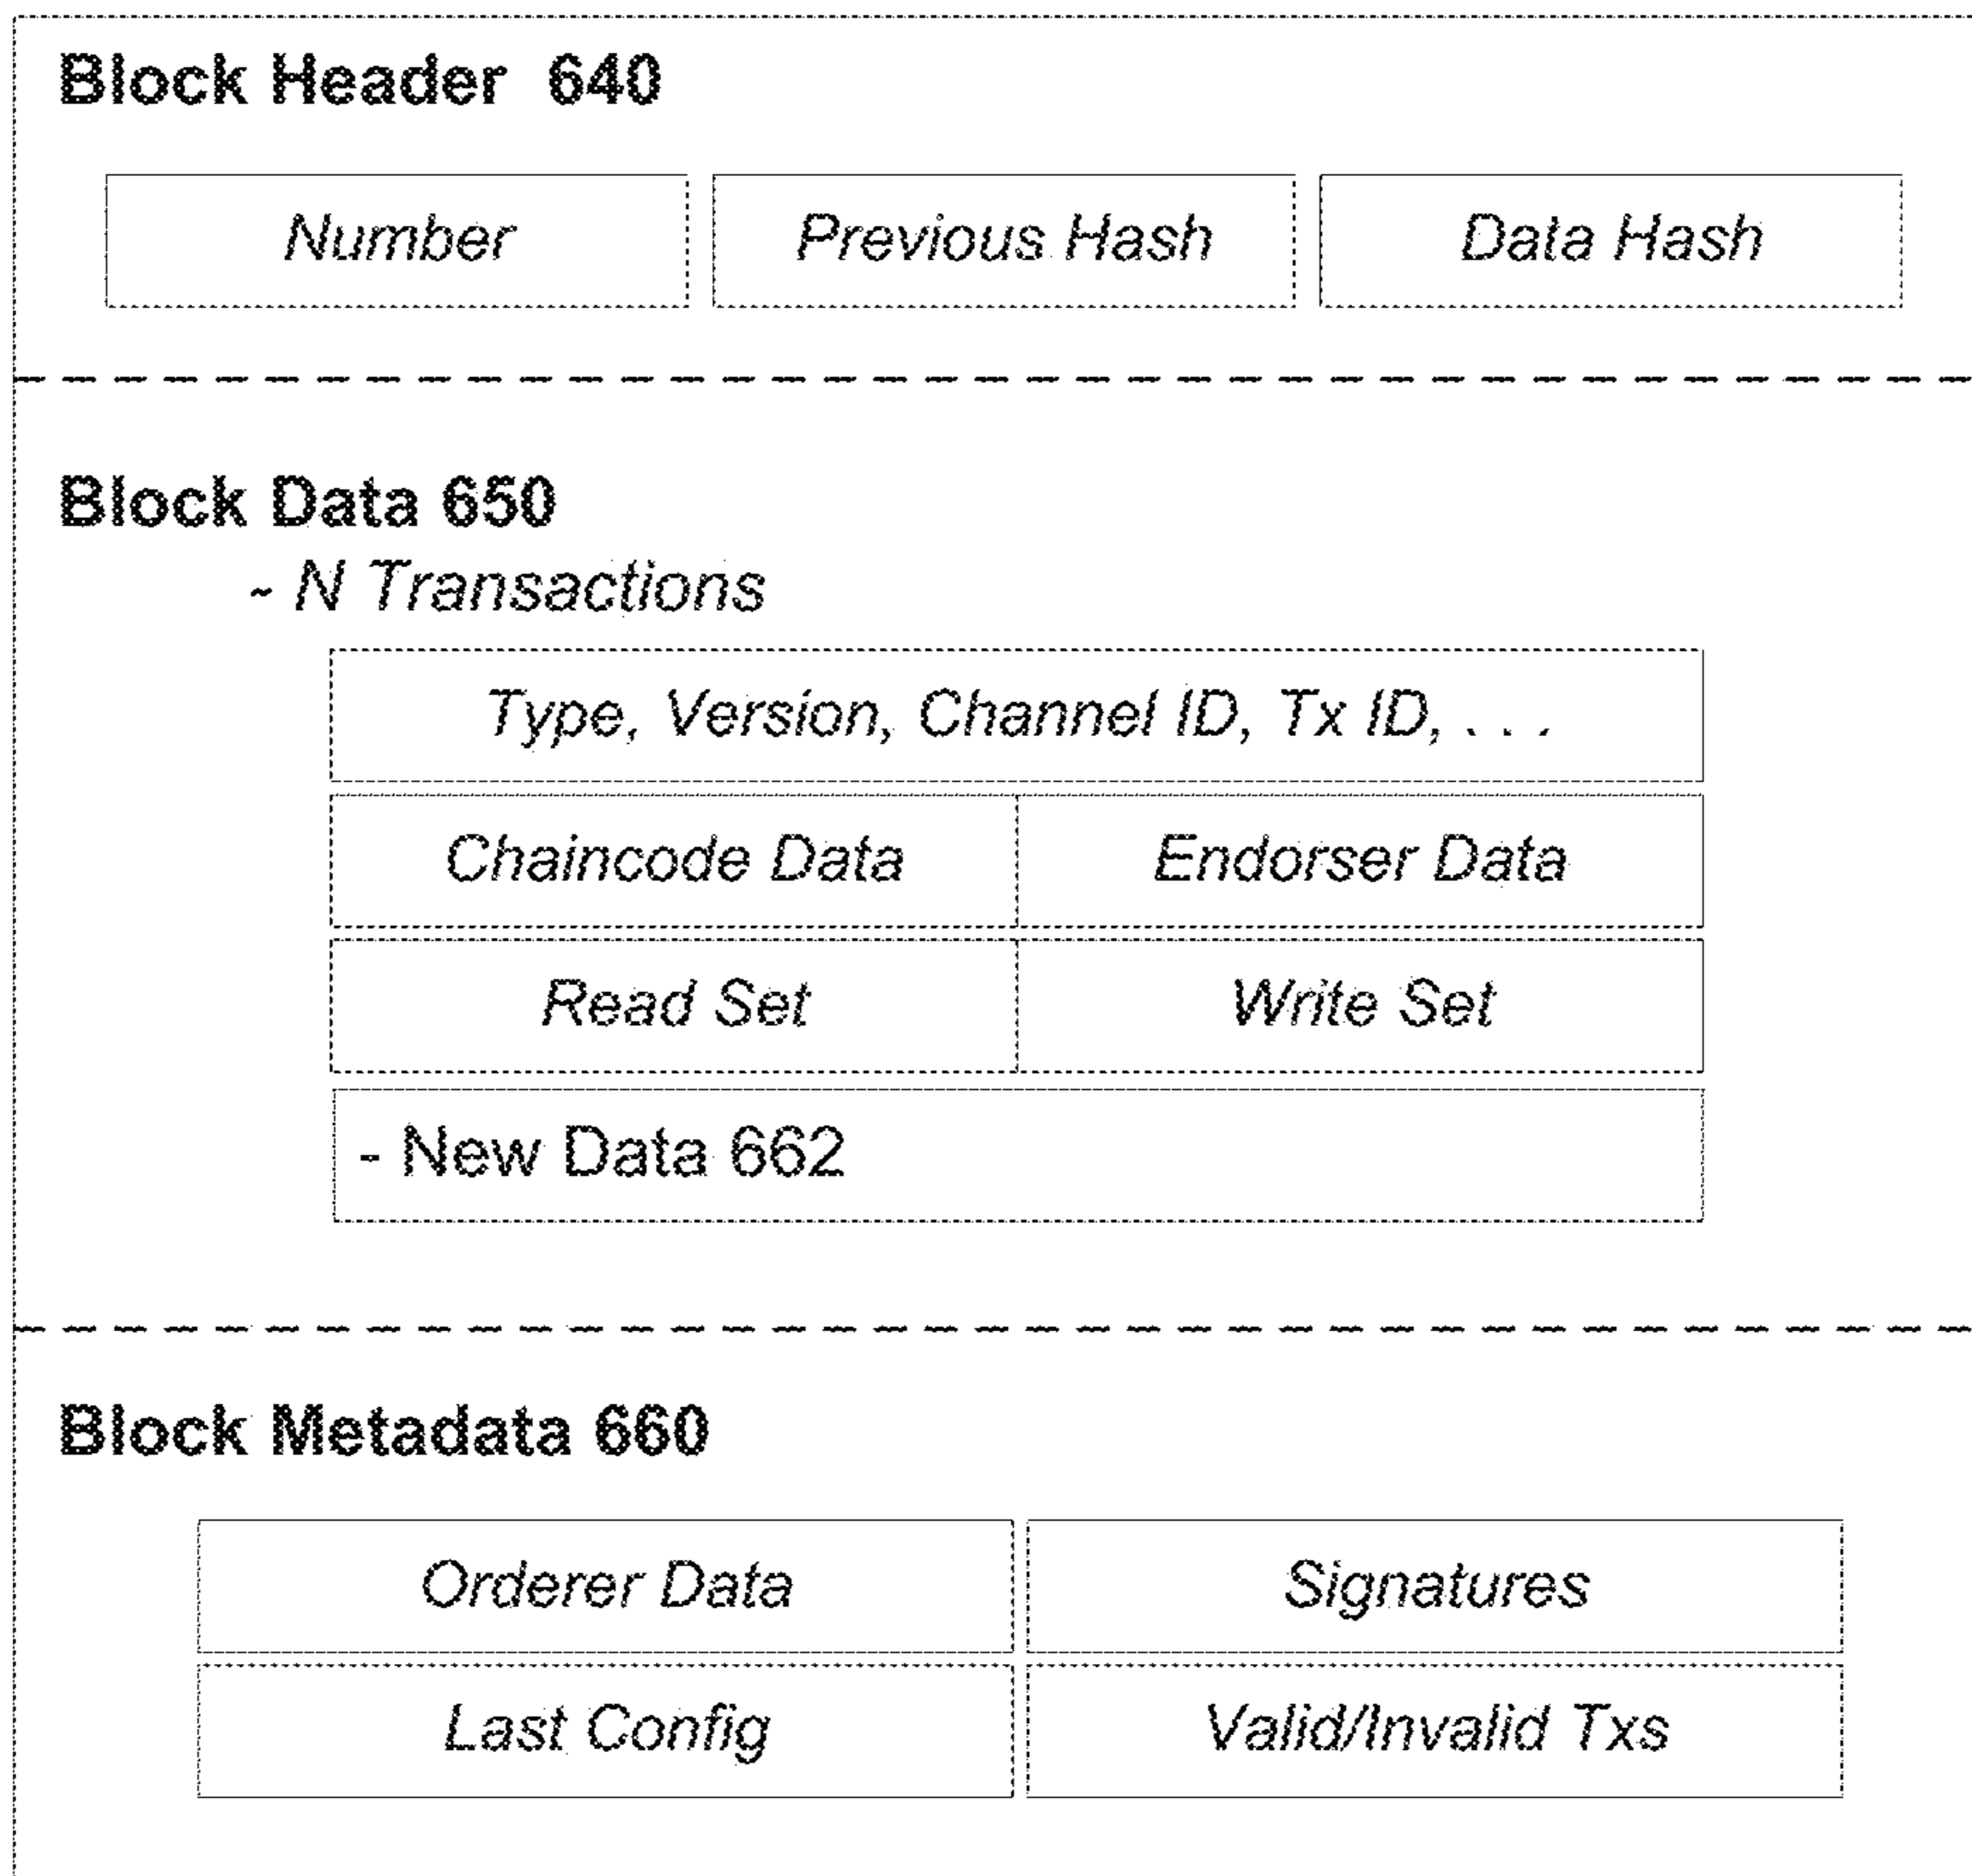 Block Header 640
Number Previous Hash Data Hash
Block Data 650
- N Transactions
Type, Version, Channel ID, Tx ID, . . .
Chaincode Data Endorser Data
Read Set Write Set
- New Data 662
Block Metadata 660
Orderer Data Signatures
Last Config Valid/Invalid Txs